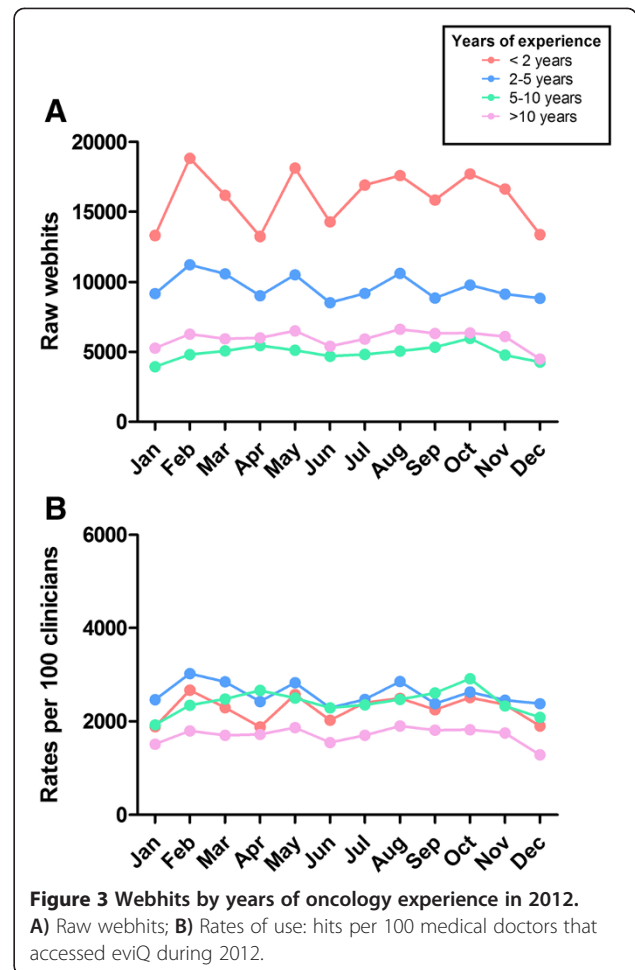 Years of experience
< 2 years
2-5 years
5-10 years
>10 years
A
Raw webhits
20000
15000
10000
5000
0
Jan Feb Mar Apr May Jun Jul Aug Sep Oct Nov Dec
B
Rates per 100 clinicians
6000
4000
2000
0
Jan Feb Mar Apr May Jun Jul Aug Sep Oct Nov Dec
Figure 3 Webhits by years of oncology experience in 2012.
A) Raw webhits; B) Rates of use: hits per 100 medical doctors that
accessed eviQ during 2012.